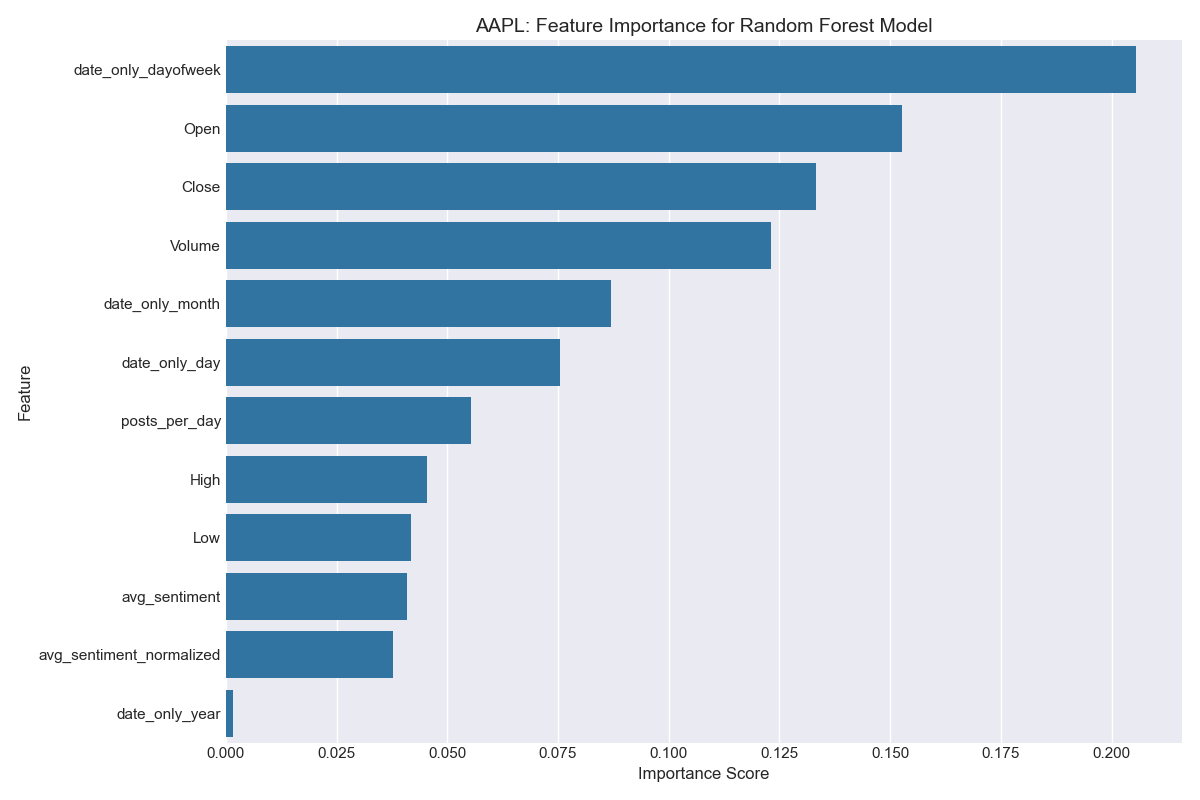 AAPL: Feature Importance for Random Forest Model
Feature
date_only_dayofweek
Open
Close
Volume
date_only_month
date_only_day
posts_per_day
High
Low
avg_sentiment
avg_sentiment_normalized
date_only_year
0.000 0.025 0.050 0.075 0.100 0.125 0.150 0.175 0.200
Importance Score